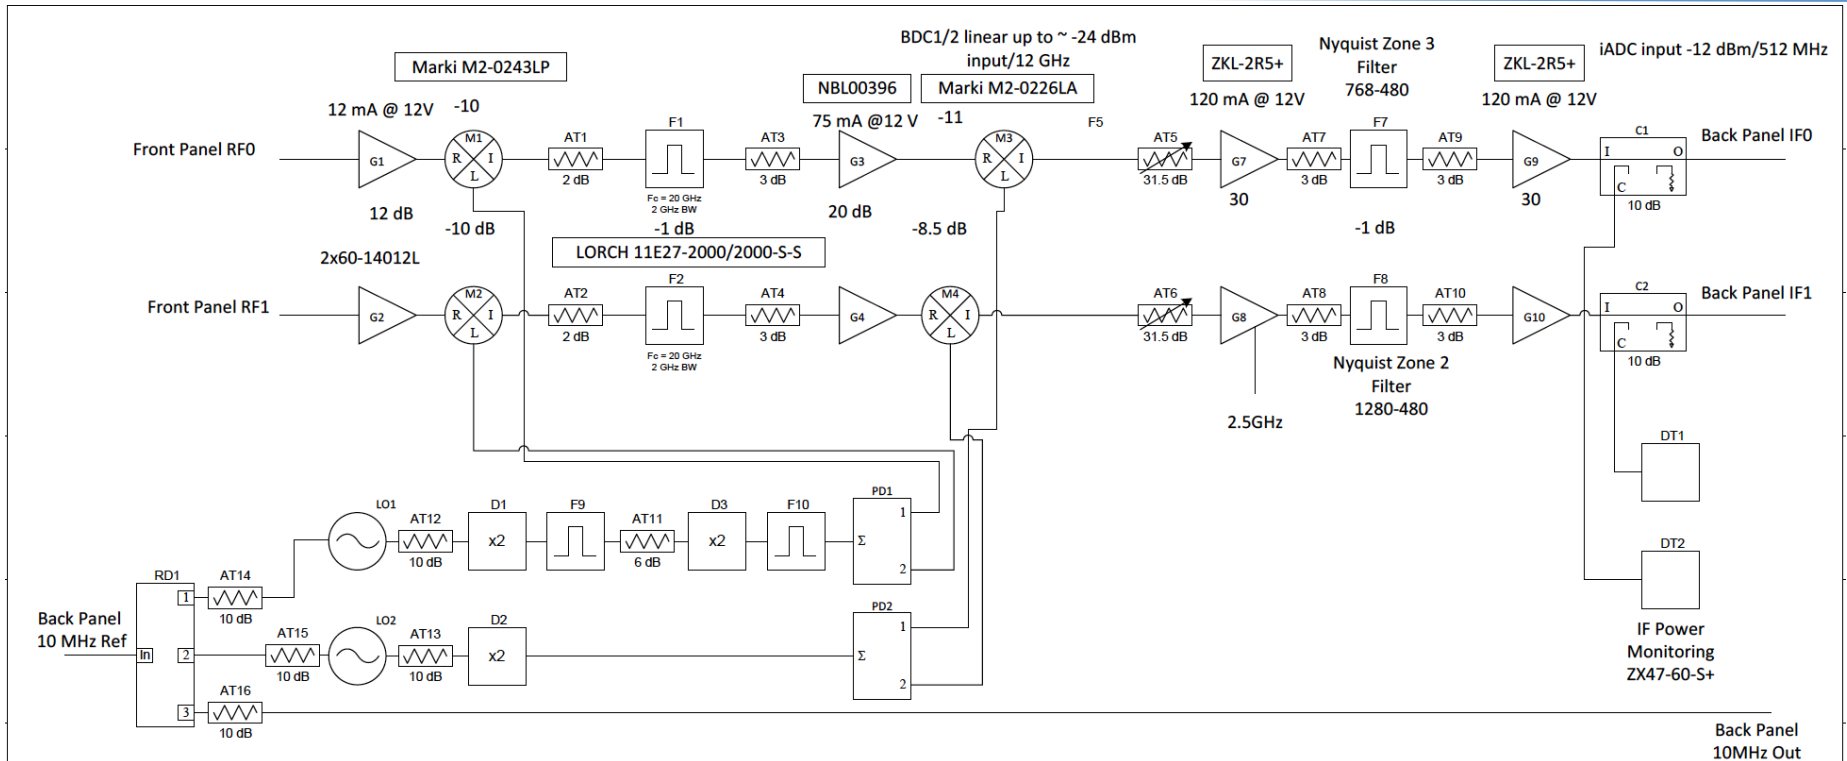 BDC1/2 linear up to ~ -24 dBm
input/12 GHz
Nyquist Zone 3
Filter
768-480
iADC input -12 dBm/512 MHz
Marki M2-0243LP
ZKL-2R5+
ZKL-2R5+
NBL00396
Marki M2-0226LA
12 mA @ 12V
-10
75 mA @12 V
-11
120 mA @ 12V
120 mA @ 12V
Front Panel RF0
G1
M1
R
I
L
AT1
2 dB
F1
Fc = 20 GHz
2 GHz BW
AT3
3 dB
G3
M3
R
I
L
F5
AT5
31.5 dB
G7
AT7
3 dB
F7
AT9
3 dB
G9
C1
I
O
C
10 dB
Back Panel IF0
12 dB
-10 dB
-1 dB
20 dB
-8.5 dB
30
-1 dB
30
2x60-14012L
LORCH 11E27-2000/2000-S-S
Front Panel RF1
G2
M2
R
I
L
AT2
2 dB
F2
Fc = 20 GHz
2 GHz BW
AT4
3 dB
G4
M4
R
I
L
AT6
31.5 dB
G8
AT8
3 dB
F8
AT10
3 dB
G10
C2
I
O
C
10 dB
Back Panel IF1
Nyquist Zone 2
Filter
1280-480
2.5GHz
DT1
LO1
AT12
10 dB
D1
x2
F9
AT11
6 dB
D3
x2
F10
PD1
Σ
1
2
DT2
RD1
In
1
2
3
AT14
10 dB
Back Panel
10 MHz Ref
AT15
10 dB
LO2
AT13
10 dB
D2
x2
PD2
Σ
1
2
IF Power
Monitoring
ZX47-60-S+
AT16
10 dB
Back Panel
10MHz Out